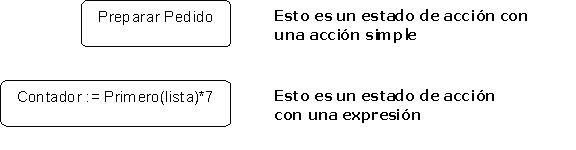 Preparar Pedido
Esto es un estado de acción con
una acción simple
Contador := Primero(lista)*7
Esto es un estado de acción
con una expresión